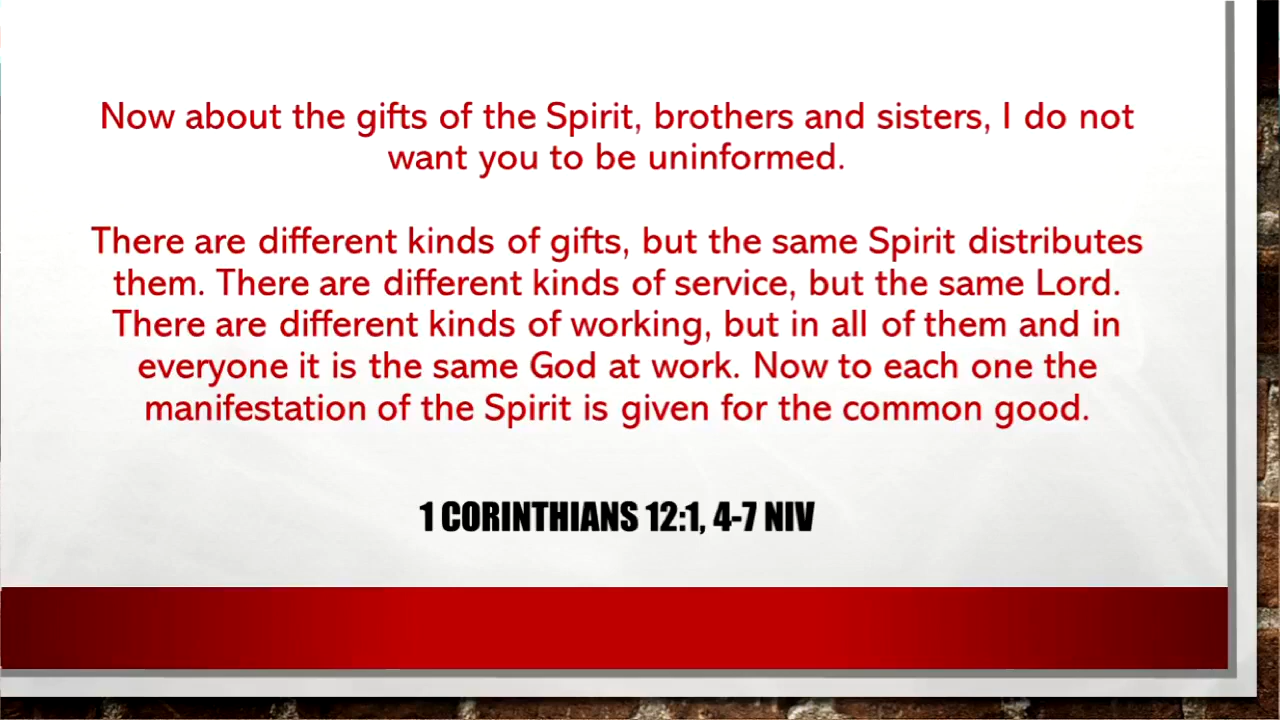 Now about the gifts of the Spirit, brothers and sisters, I do not
want you to be uninformed.
There are different kinds of gifts, but the same Spirit distributes
them. There are different kinds of service, but the same Lord.
There are different kinds of working, but in all of them and in
everyone it is the same God at work. Now to each one the
manifestation of the Spirit is given for the common good.
1 CORINTHIANS 12:1, 4-7 NIV